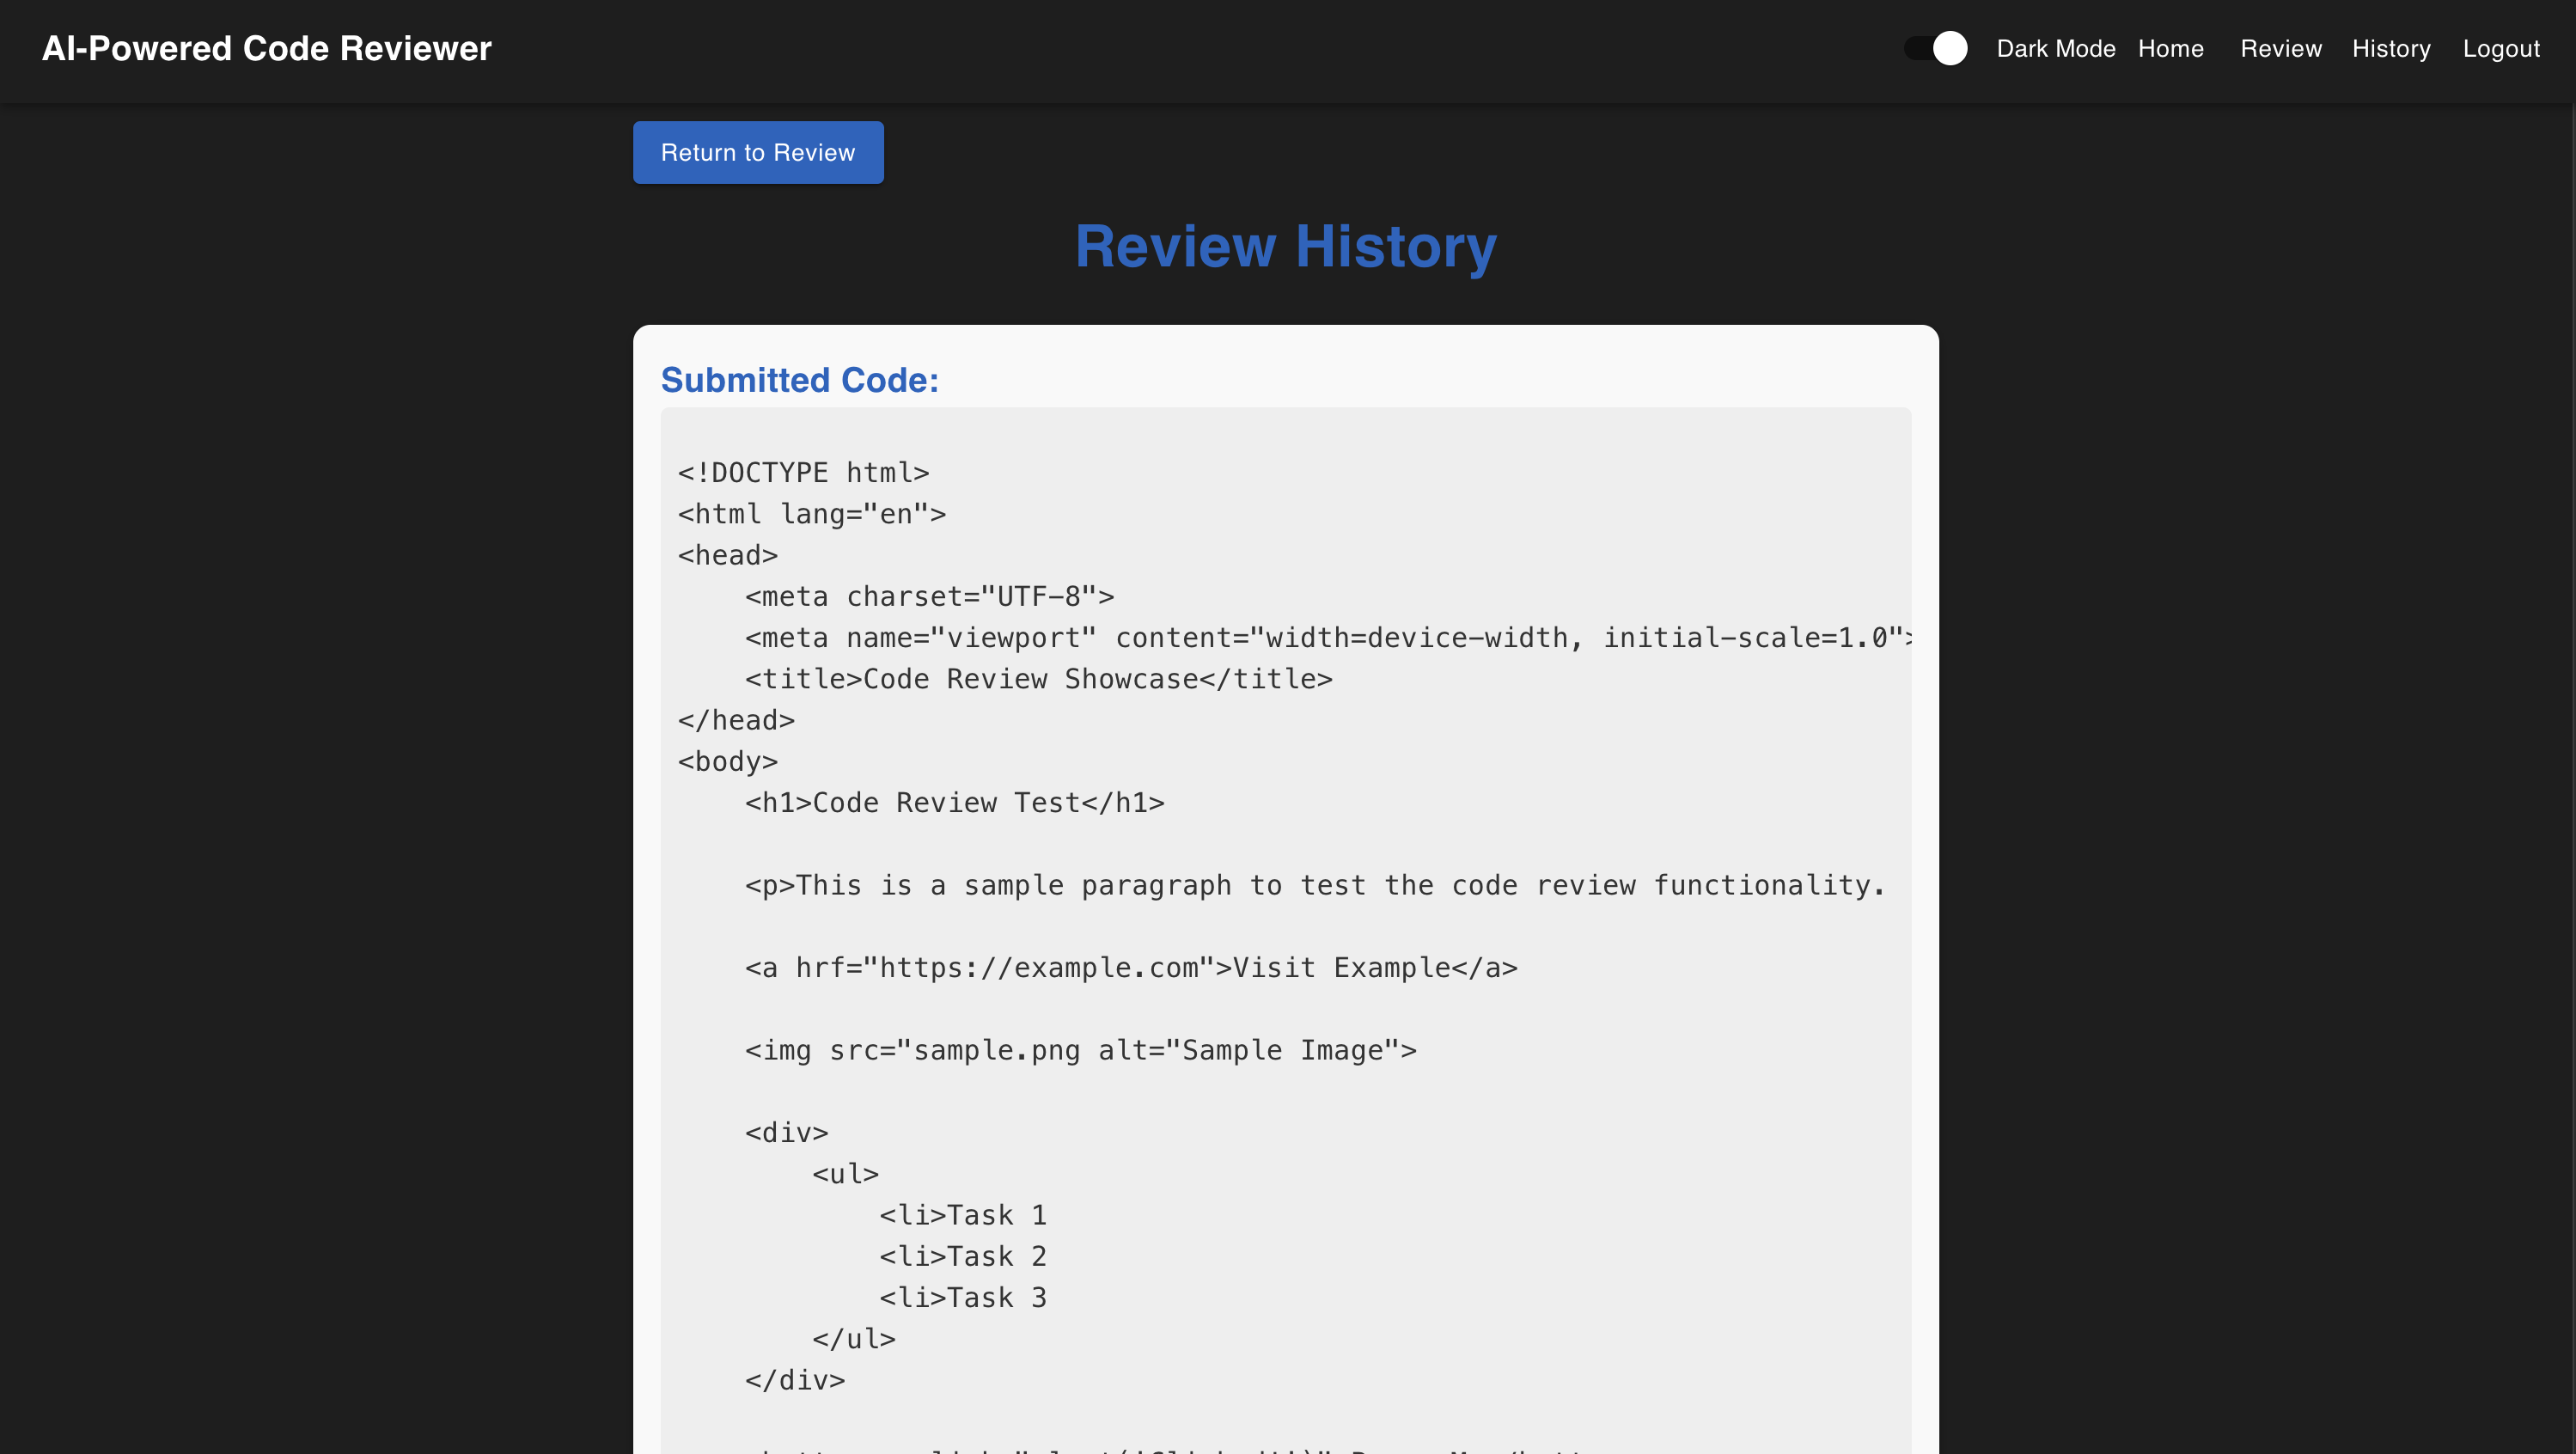 AI-Powered Code Reviewer
Dark Mode Home Review History Logout
Return to Review
Review History
Submitted Code:
<!DOCTYPE html>
<html lang="en">
<head>
    <meta charset="UTF-8">
    <meta name="viewport" content="width=device-width, initial-scale=1.0">
    <title>Code Review Showcase</title>
</head>
<body>
    <h1>Code Review Test</h1>
    <p>This is a sample paragraph to test the code review functionality.
    <a hrf="https://example.com">Visit Example</a>
    <img src="sample.png alt="Sample Image">
    <div>
        <ul>
            <li>Task 1
            <li>Task 2
            <li>Task 3
        </ul>
    </div>